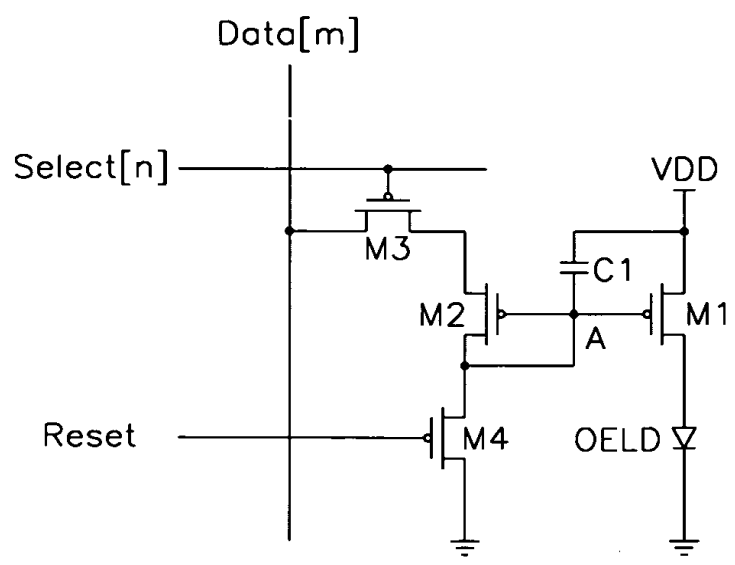 Data[m]
Select[n]
VDD
M3
C1
M2
M1
A
Reset
M4
OELD